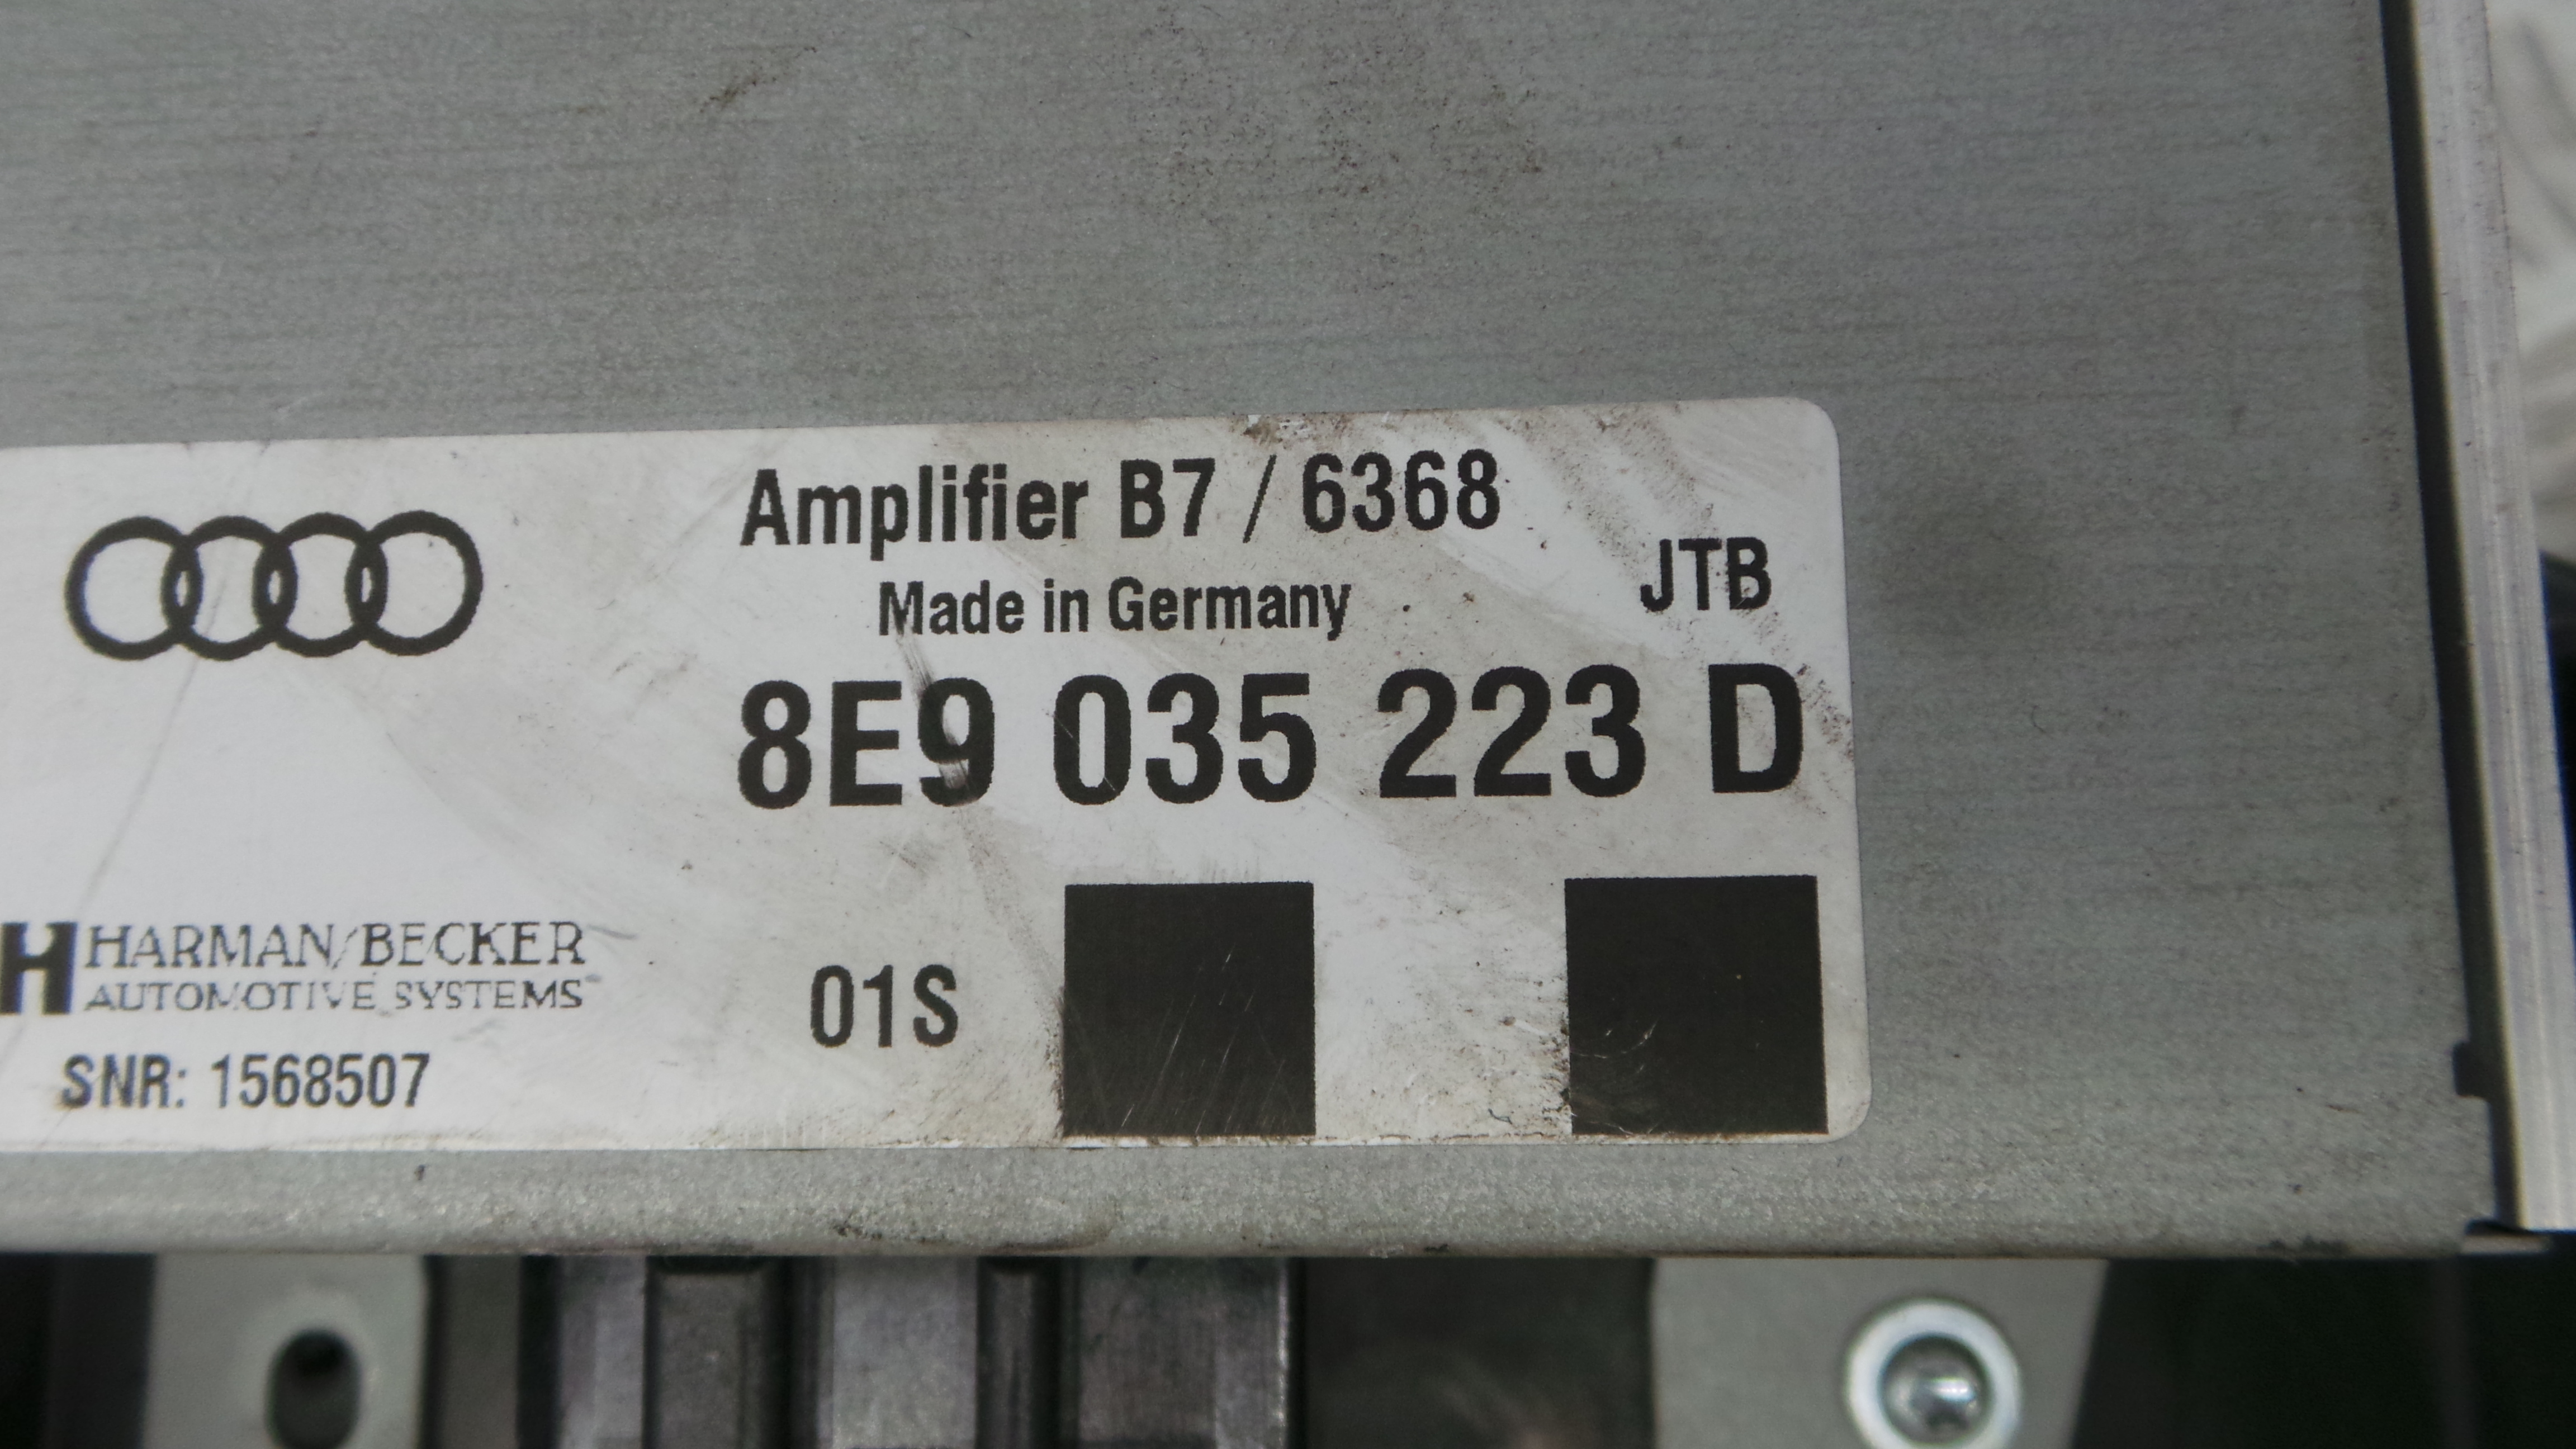 Amplifier B7 / 6368
JTB
Made in Germany
8E9 035 223 D
H HARMAN/BECKER
AUTOMOTIVE SYSTEMS
01S
SNR: 1568507